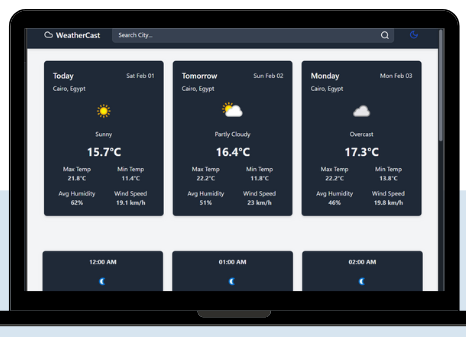 WeatherCast
Search City...
Today
Sat Feb 01
Cairo, Egypt
Sunny
15.7°C
Max Temp
Min Temp
21.8°C
11.4°C
Avg Humidity
Wind Speed
62%
19.1 km/h
Tomorrow
Sun Feb 02
Cairo, Egypt
Partly Cloudy
16.4°C
Max Temp
Min Temp
22.2°C
11.8°C
Avg Humidity
Wind Speed
51%
23 km/h
Monday
Mon Feb 03
Cairo, Egypt
Overcast
17.3°C
Max Temp
Min Temp
22.2°C
13.8°C
Avg Humidity
Wind Speed
46%
19.8 km/h
12:00 AM
01:00 AM
02:00 AM